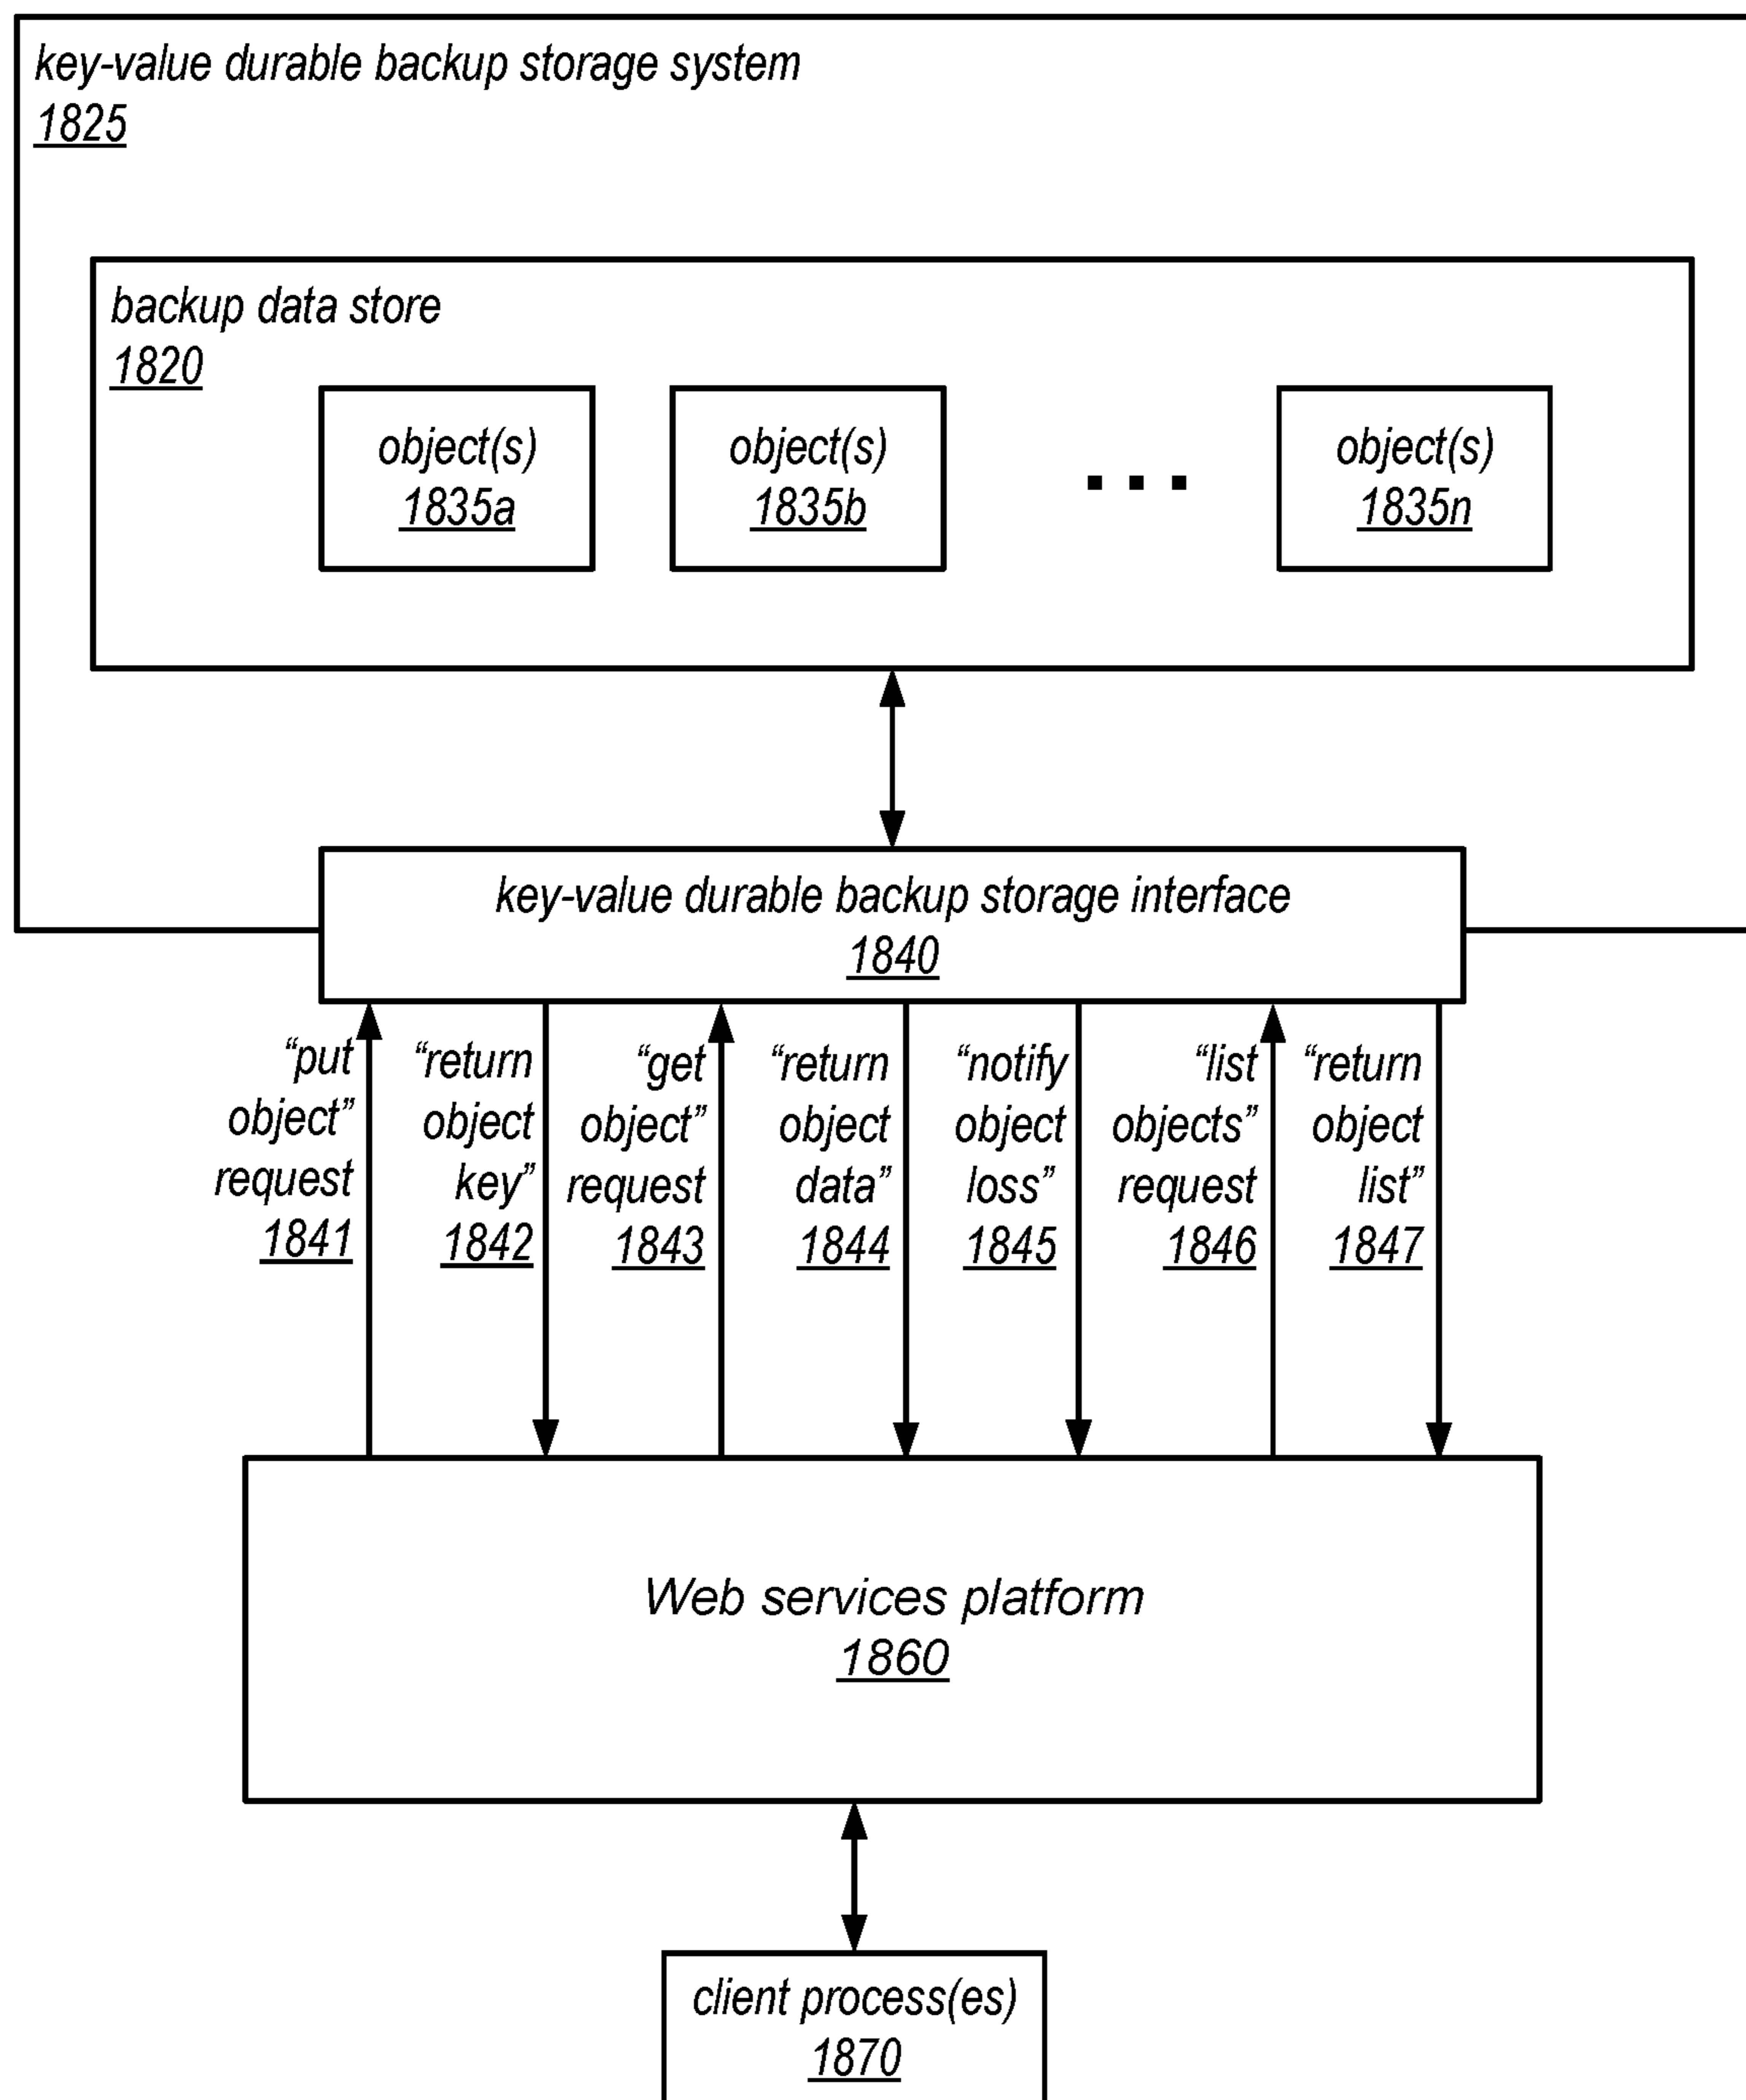 key-value durable backup storage system
1825
backup data store
1820
object(s)
1835a
object(s)
1835b
object(s)
1835n
key-value durable backup storage interface
1840
“put
object”
request
1841
“return
object
key”
1842
“get
object”
request
1843
“return
object
data”
1844
“notify
object
loss”
1845
“list
objects”
request
1846
“return
object
list”
1847
Web services platform
1860
client process(es)
1870